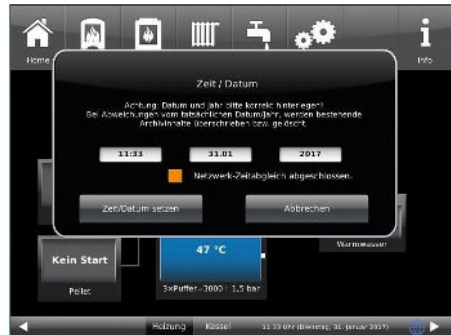 Home
Info
Zeit / Datum
Achtung: Datum und Jahr bitte korrekt hinterlegen!
Bei Abweichungen vom tatsächlichen Datum/Jahr, werden bestehende
Archivinhalte überschrieben bzw. gelöscht.
11:33 31.01 2017
Netzwerk-Zeitabgleich abgeschlossen.
Zeit/Datum setzen Abbrechen
47 °C
Warmwasser
Kein Start
Pellet
3xPuffer-3000 1,5 bar
Heizung Kessel 11:33 Uhr (Dienstag, 31. Januar 2017)